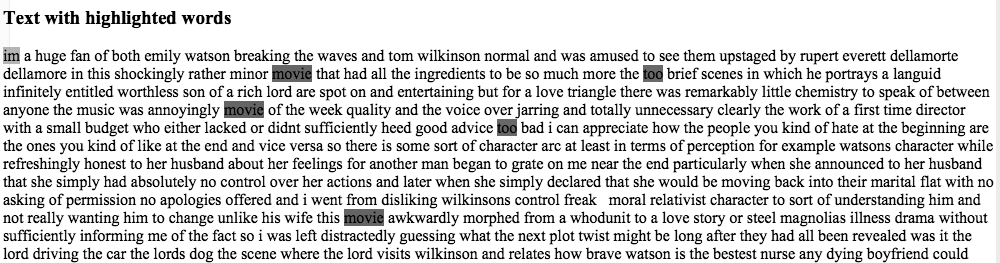 Text with highlighted words
im a huge fan of both emily watson breaking the waves and tom wilkinson normal and was amused to see them upstaged by rupert everett dellamorte
dellamore in this shockingly rather minor movie that had all the ingredients to be so much more the too brief scenes in which he portrays a languid
infinitely entitled worthless son of a rich lord are spot on and entertaining but for a love triangle there was remarkably little chemistry to speak of between
anyone the music was annoyingly movie of the week quality and the voice over jarring and totally unnecessary clearly the work of a first time director
with a small budget who either lacked or didnt sufficiently heed good advice too bad i can appreciate how the people you kind of hate at the beginning are
the ones you kind of like at the end and vice versa so there is some sort of character arc at least in terms of perception for example watsons character while
refreshingly honest to her husband about her feelings for another man began to grate on me near the end particularly when she announced to her husband
that she simply had absolutely no control over her actions and later when she simply declared that she would be moving back into their marital flat with no
asking of permission no apologies offered and i went from disliking wilkinsons control freak   moral relativist character to sort of understanding him and
not really wanting him to change unlike his wife this movie awkwardly morphed from a whodunit to a love story or steel magnolias illness drama without
sufficiently informing me of the fact so i was left distractedly guessing what the next plot twist might be long after they had all been revealed was it the
lord driving the car the lords dog the scene where the lord visits wilkinson and relates how brave watson is the bestest nurse any dying boyfriend could